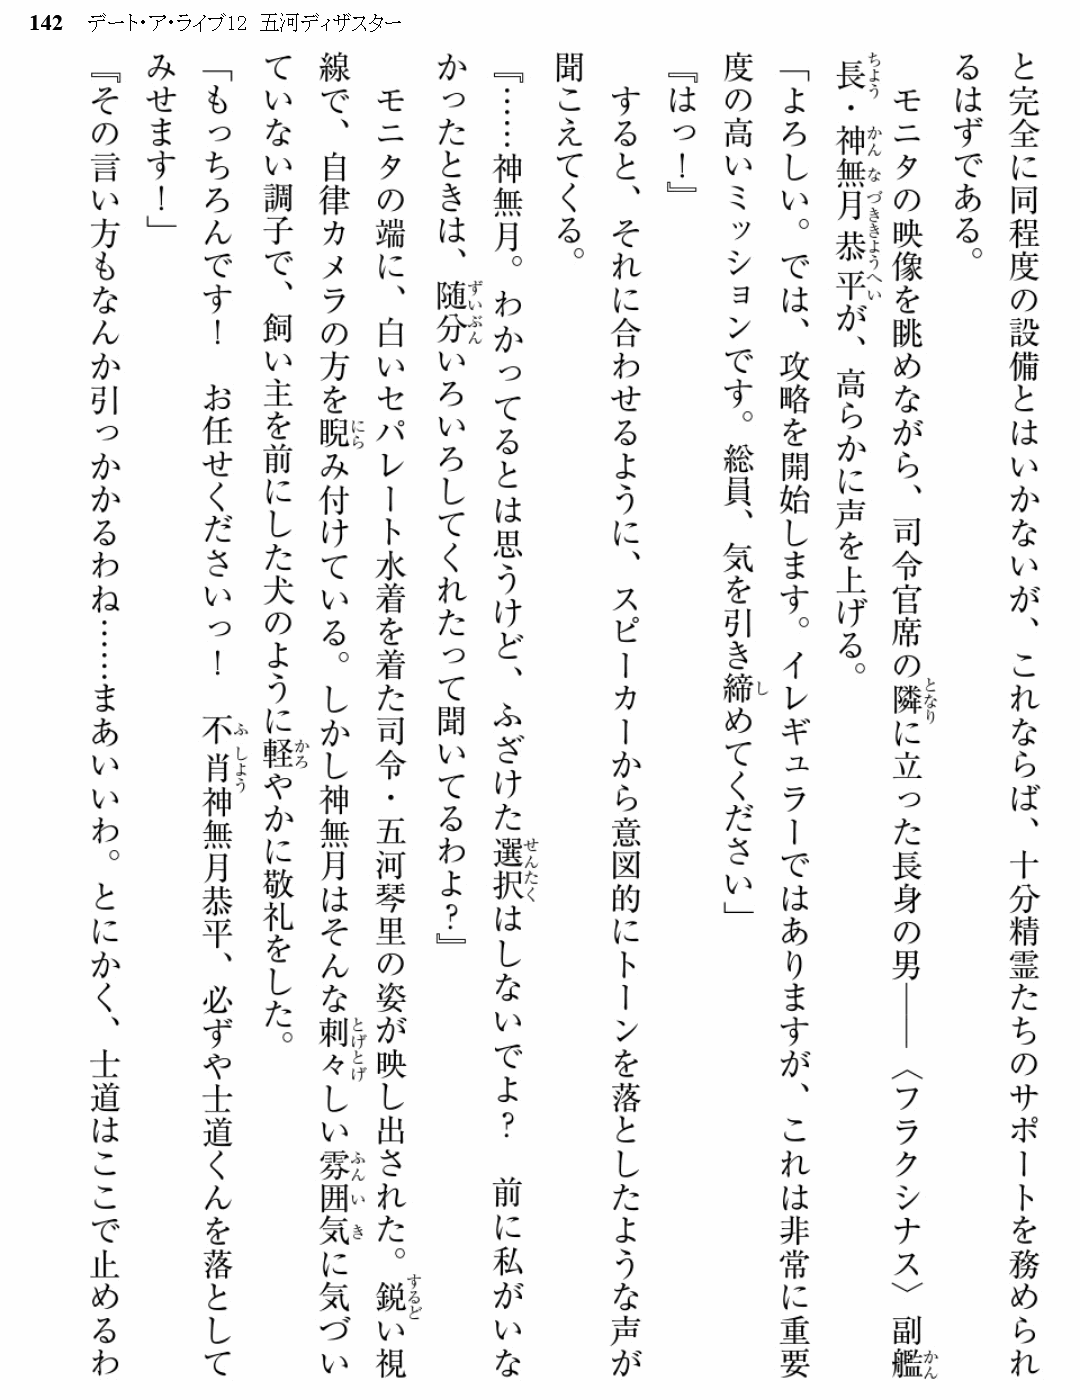 142 デート・ア・ライブ12 五河ディザスター
と完全に同程度の設備とはいかないが、これならば、十分精霊たちのサポートを務められ
るはずである。
　モニタの映像を眺めながら、司令官席の隣に立った長身の男――〈フラクシナス〉副艦
長・神無月恭平が、高らかに声を上げる。
「よろしい。では、攻略を開始します。イレギュラーではありますが、これは非常に重要
度の高いミッションです。総員、気を引き締めてください」
『はっ！』
　すると、それに合わせるように、スピーカーから意図的にトーンを落としたような声が
聞こえてくる。
『……神無月。わかってるとは思うけど、ふざけた選択はしないでよ？　前に私がいな
かったときは、随分いろいろしてくれたって聞いてるわよ？』
　モニタの端に、白いセパレート水着を着た司令・五河琴里の姿が映し出された。鋭い視
線で、自律カメラの方を睨み付けている。しかし神無月はそんな刺々しい雰囲気に気づい
ていない調子で、飼い主を前にした犬のように軽やかに敬礼をした。
「もっちろんです！　お任せくださいっ！　不肖神無月恭平、必ずや士道くんを落として
みせます！」
『その言い方もなんか引っかかるわね……まあいいわ。とにかく、士道はここで止めるわ